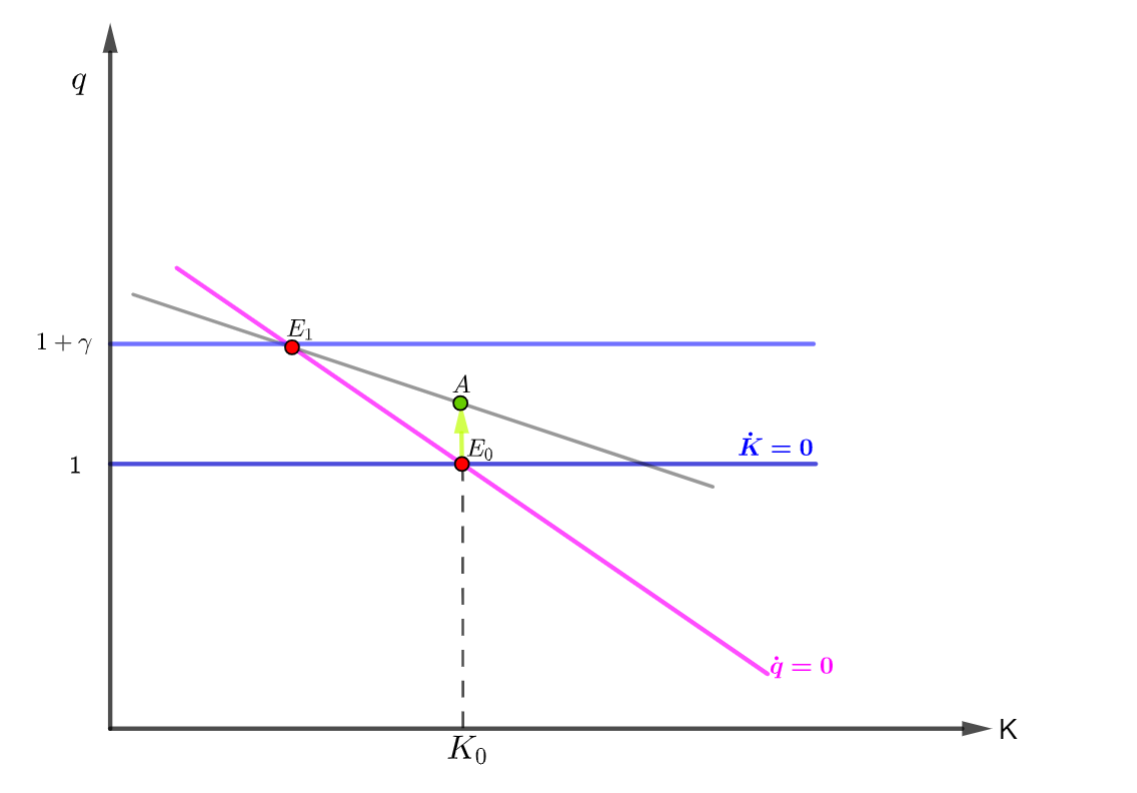 q
E₁
1 + γ
A
K̇ = 0
E₀
1
q̇ = 0
K
K₀